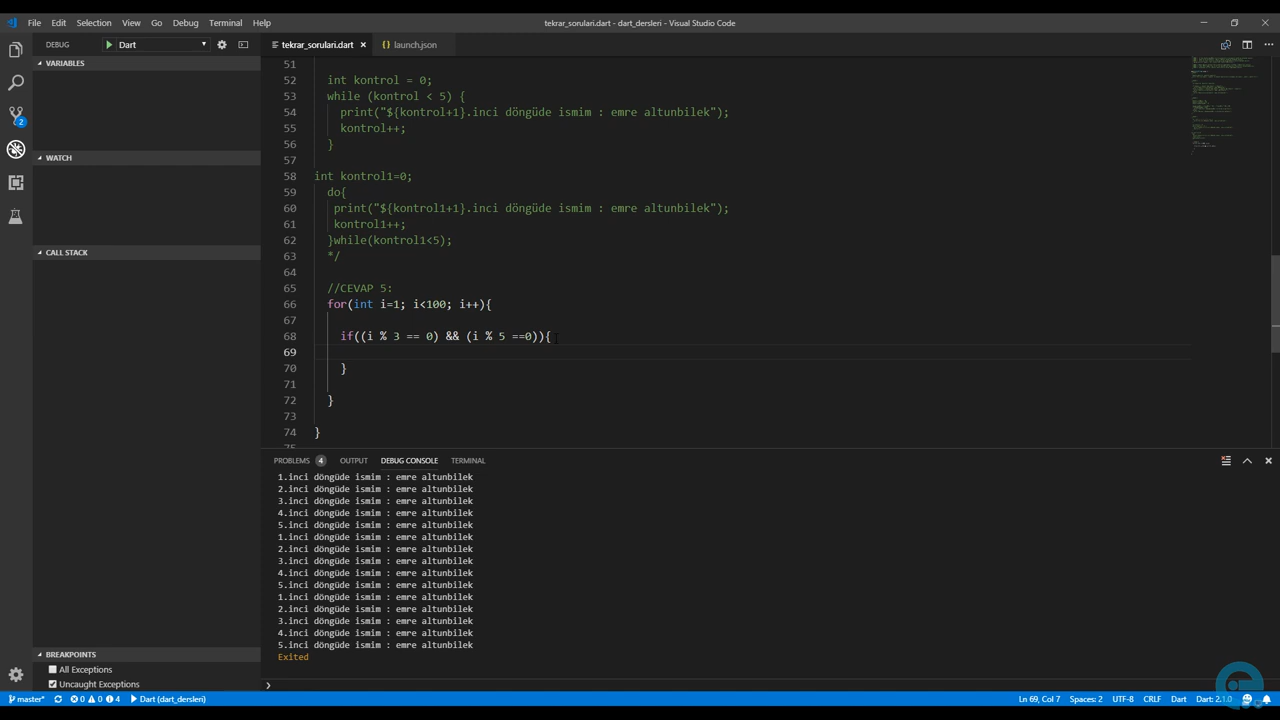 File Edit Selection View Go Debug Terminal Help
tekrar_sorulari.dart - dart_dersleri - Visual Studio Code
DEBUG Dart
tekrar_sorulari.dart × {} launch.json
VARIABLES
WATCH
CALL STACK
BREAKPOINTS
All Exceptions
Uncaught Exceptions
51
52 int kontrol = 0;
53 while (kontrol < 5) {
54 print("${kontrol+1}.inci döngüde ismim : emre altunbilek");
55 kontrol++;
56 }
57
58 int kontrol1=0;
59 do{
60 print("${kontrol1+1}.inci döngüde ismim : emre altunbilek");
61 kontrol1++;
62 }while(kontrol1<5);
63 */
64
65 //CEVAP 5:
66 for(int i=1; i<100; i++){
67
68 if((i % 3 == 0) && (i % 5 ==0)){
69
70 }
71
72 }
73
74 }
PROBLEMS 4 OUTPUT DEBUG CONSOLE TERMINAL
1.inci döngüde ismim : emre altunbilek
2.inci döngüde ismim : emre altunbilek
3.inci döngüde ismim : emre altunbilek
4.inci döngüde ismim : emre altunbilek
5.inci döngüde ismim : emre altunbilek
1.inci döngüde ismim : emre altunbilek
2.inci döngüde ismim : emre altunbilek
3.inci döngüde ismim : emre altunbilek
4.inci döngüde ismim : emre altunbilek
5.inci döngüde ismim : emre altunbilek
1.inci döngüde ismim : emre altunbilek
2.inci döngüde ismim : emre altunbilek
3.inci döngüde ismim : emre altunbilek
4.inci döngüde ismim : emre altunbilek
5.inci döngüde ismim : emre altunbilek
Exited
master* 0 0 4 Dart (dart_dersleri) Ln 69, Col 7 Spaces: 2 UTF-8 CRLF Dart Dart: 2.1.0